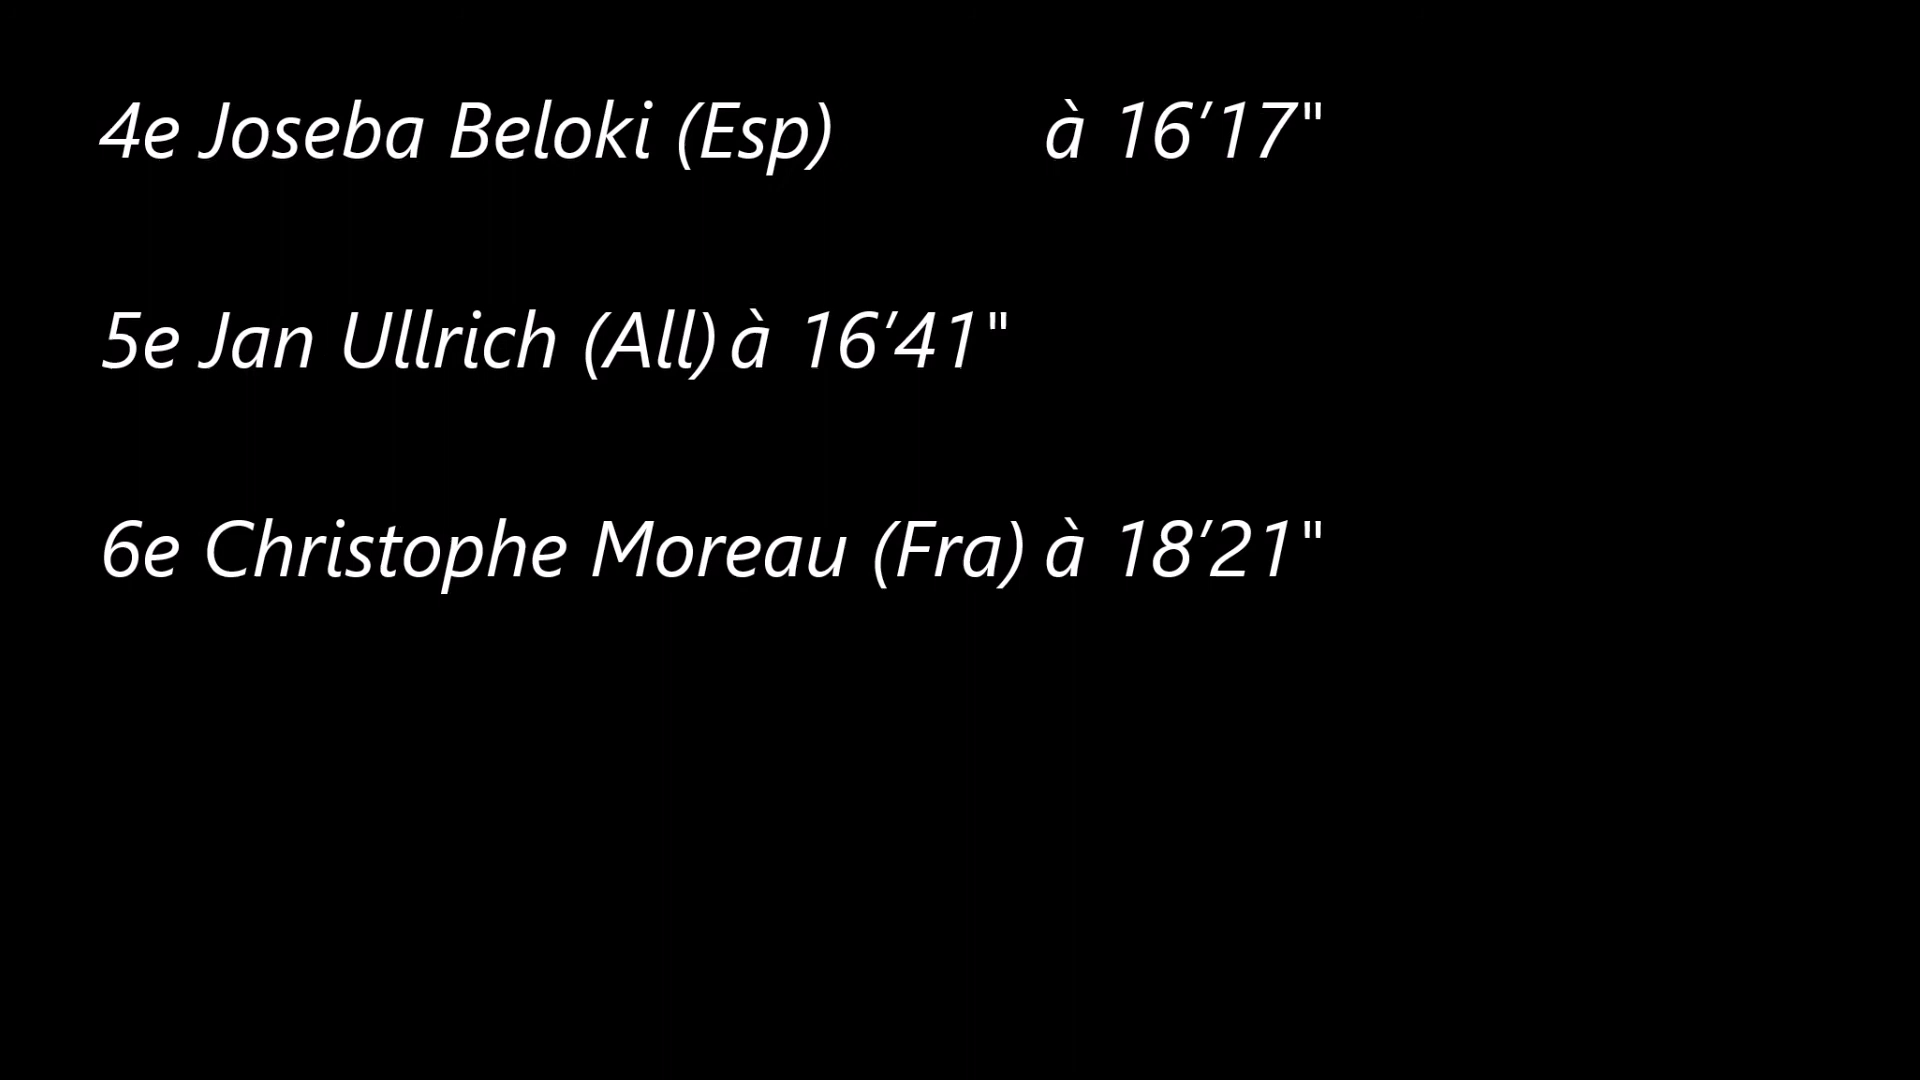 4e Joseba Beloki (Esp) à 16’17"
5e Jan Ullrich (All) à 16’41"
6e Christophe Moreau (Fra) à 18’21"